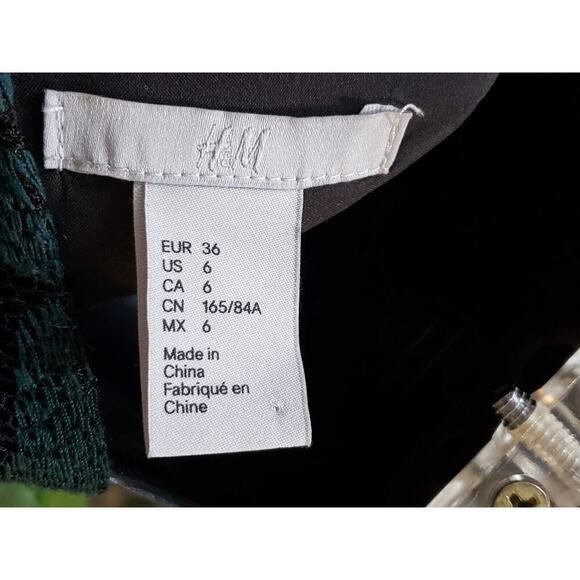 H&M
EUR 36
US 6
CA 6
CN 165/84A
MX 6
Made in
China
Fabriqué en
Chine